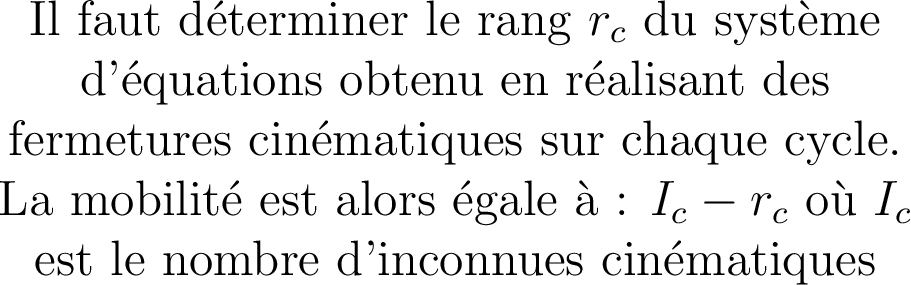 Il faut déterminer le rang $r_c$ du système
d'équations obtenu en réalisant des
fermetures cinématiques sur chaque cycle.
La mobilité est alors égale à : $I_c - r_c$ où $I_c$
est le nombre d'inconnues cinématiques